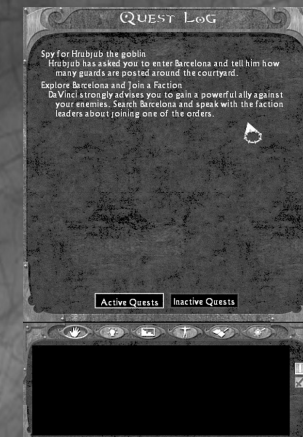 Quest Log
Spy for Hrubjub the goblin
Hrubjub has asked you to enter Barcelona and tell him how
many guards are posted around the courtyard.
Explore Barcelona and Join a Faction
DaVinci strongly advises you to gain a powerful ally against
your enemies. Search Barcelona and speak with the faction
leaders about joining one of the orders.
Active Quests
Inactive Quests